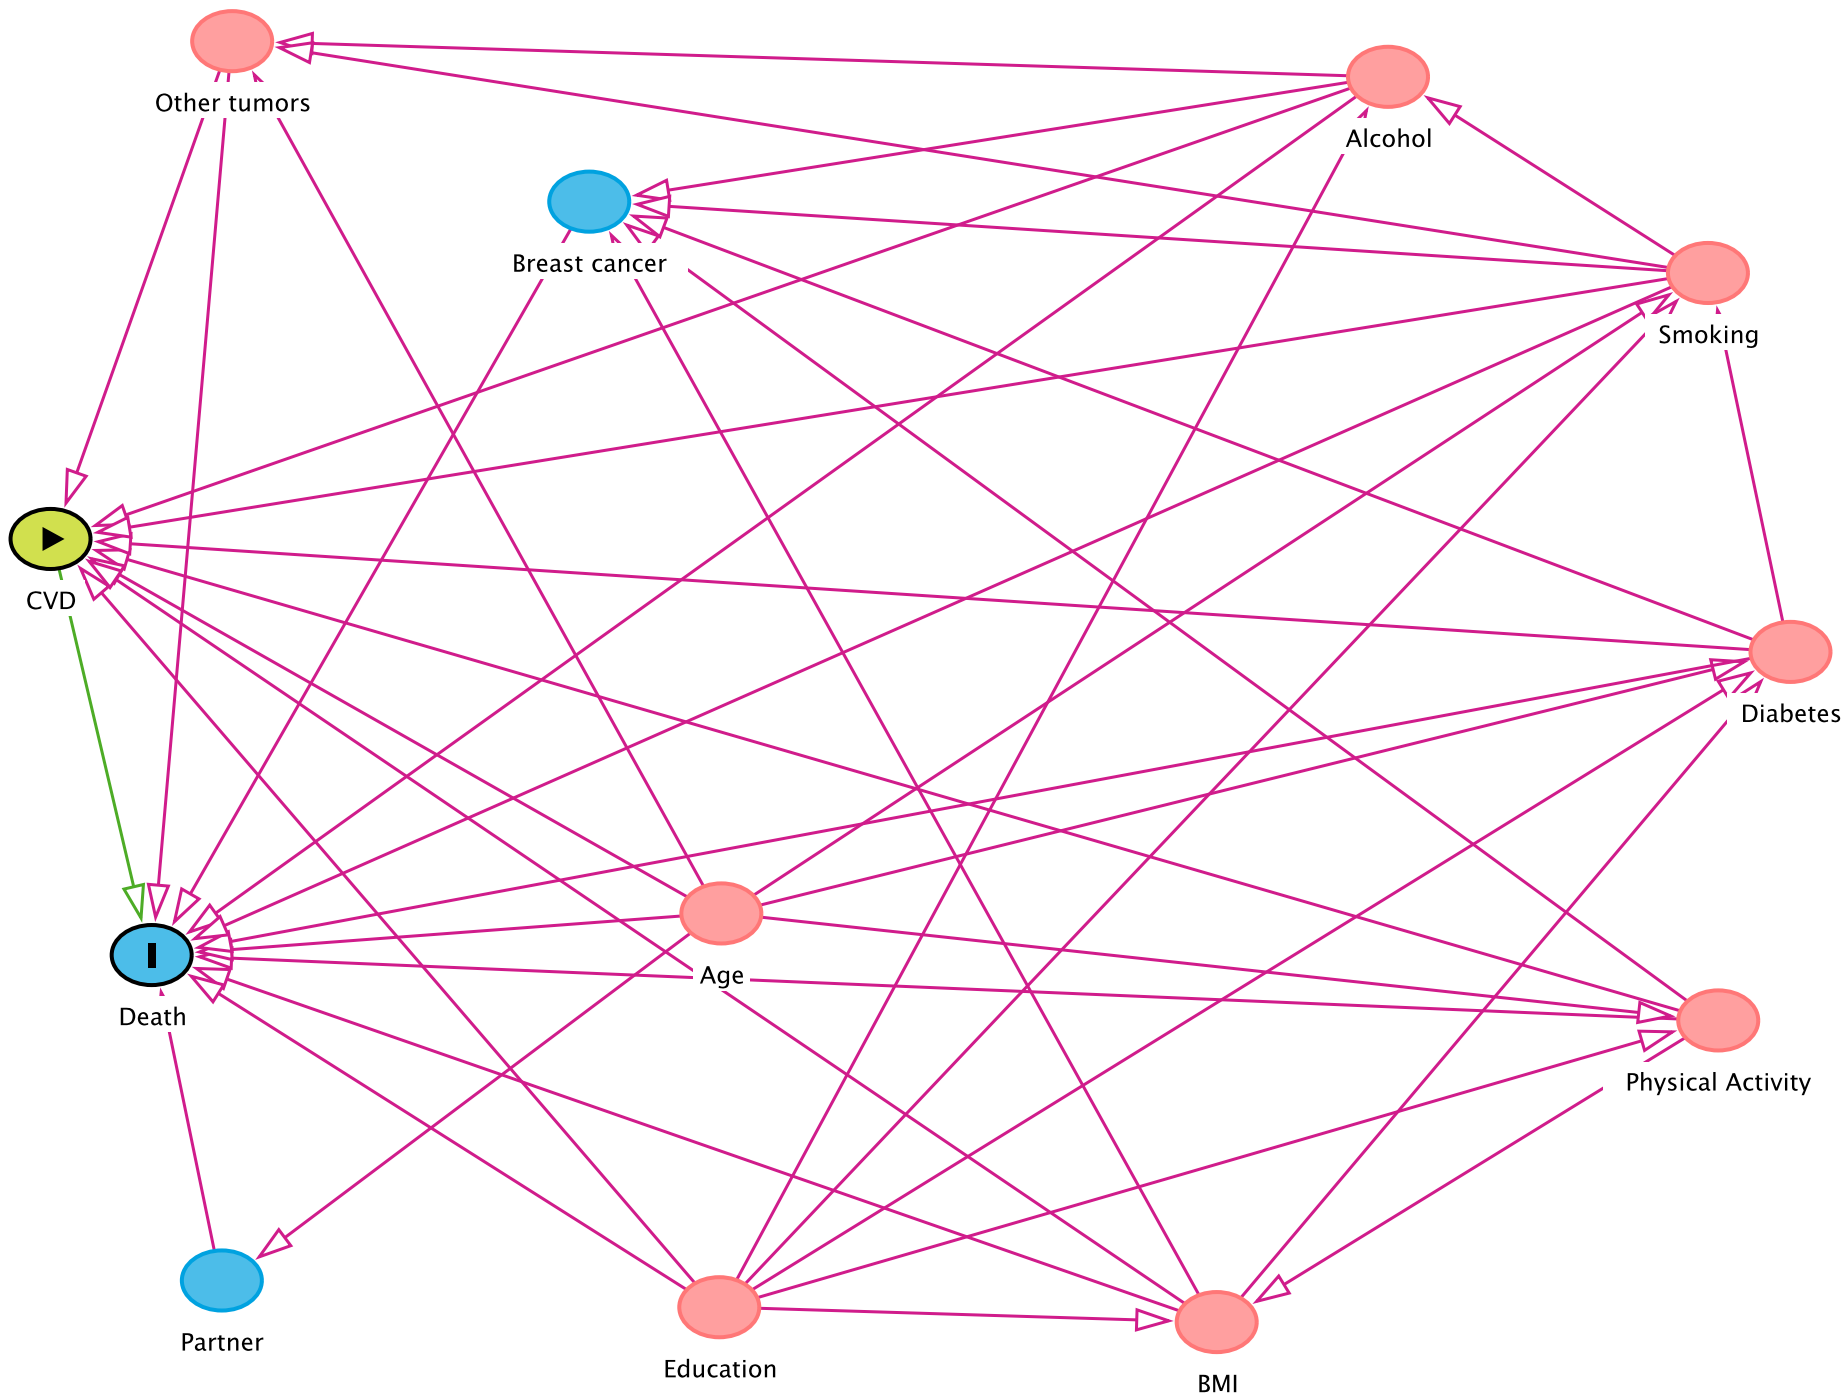 Other tumors
Alcohol
Breast cancer
Smoking
CVD
Diabetes
Age
Death
Physical Activity
Partner
Education
BMI